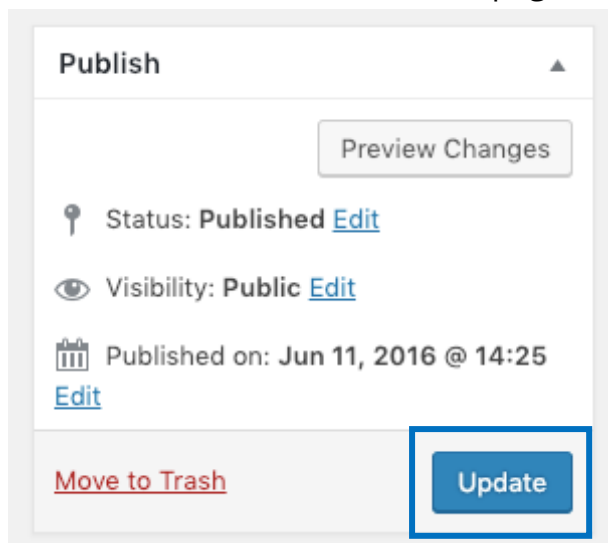 Publish
Preview Changes
Status: Published Edit
Visibility: Public Edit
Published on: Jun 11, 2016 @ 14:25
Edit
Move to Trash
Update